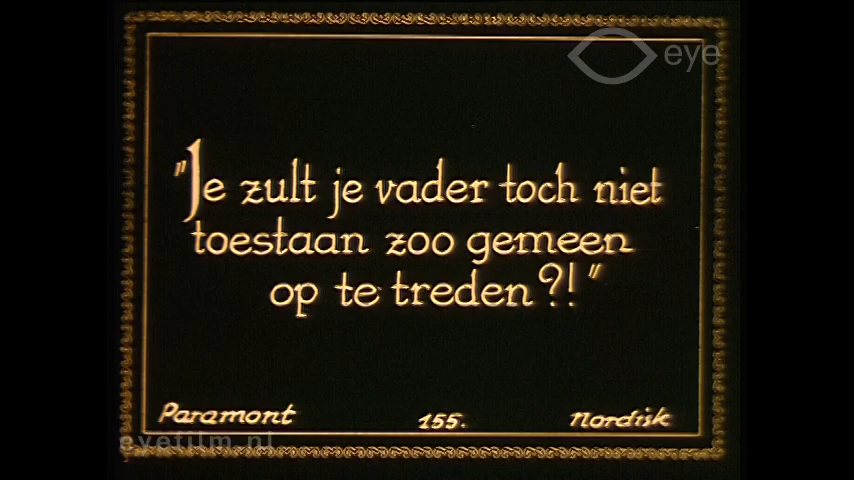 eye
"Je zult je vader toch niet
toestaan zoo gemeen
op te treden?!"
Paramont 155. Nordisk
eyefilm.nl